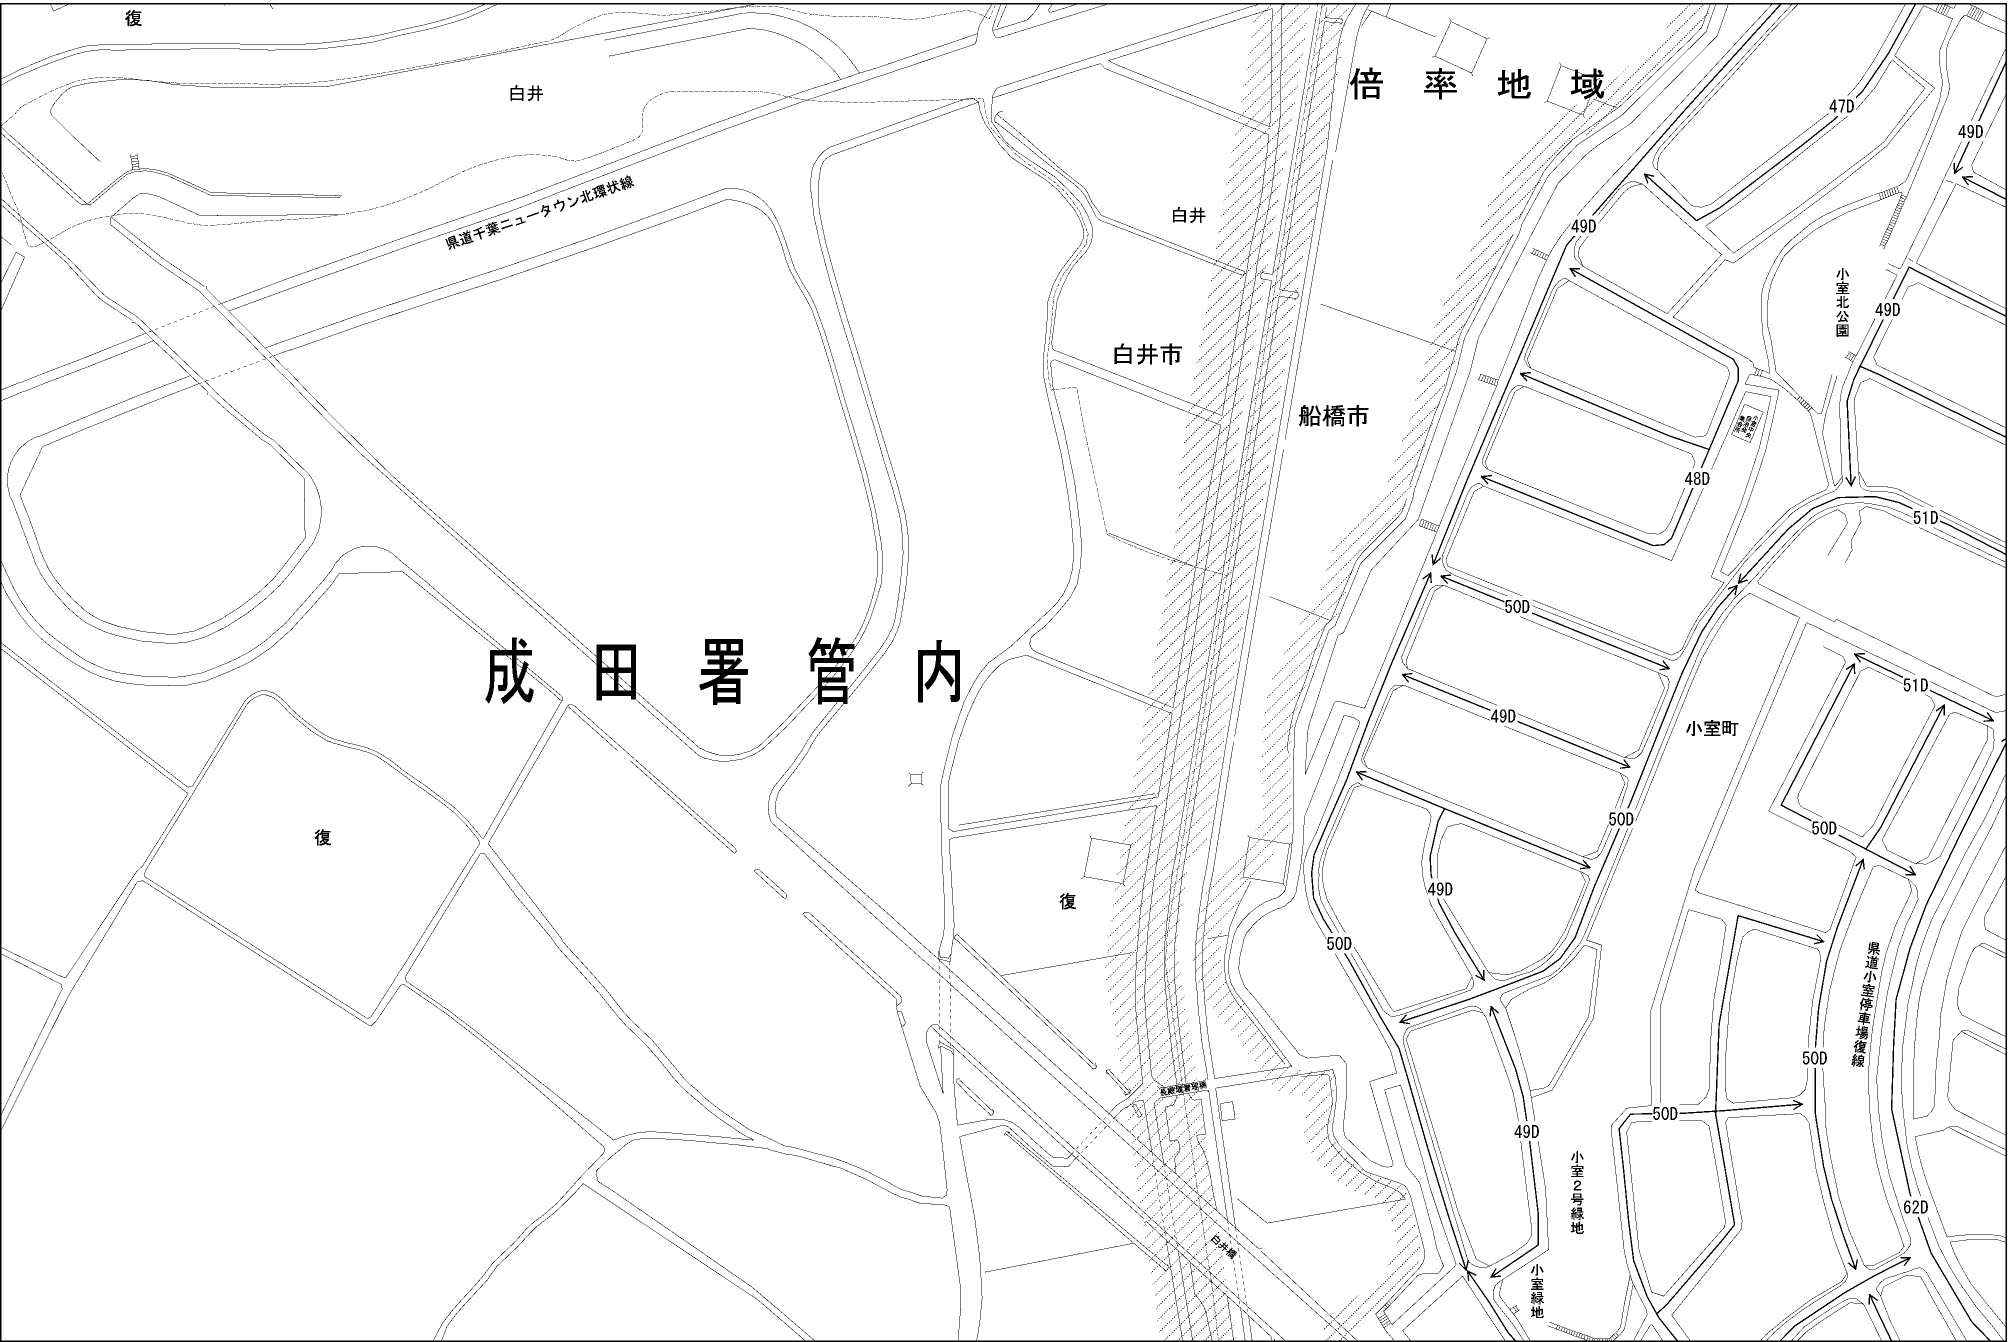 復
白井
倍率地域
47D
49D
県道千葉ニュータウン北環状線
白井
49D
小室北公園
49D
白井市
船橋市
48D
51D
50D
成田署管内
51D
49D
小室町
50D
50D
復
49D
復
50D
県道小室停車場復線
50D
50D
49D
小室2号緑地
62D
白井橋
小室緑地